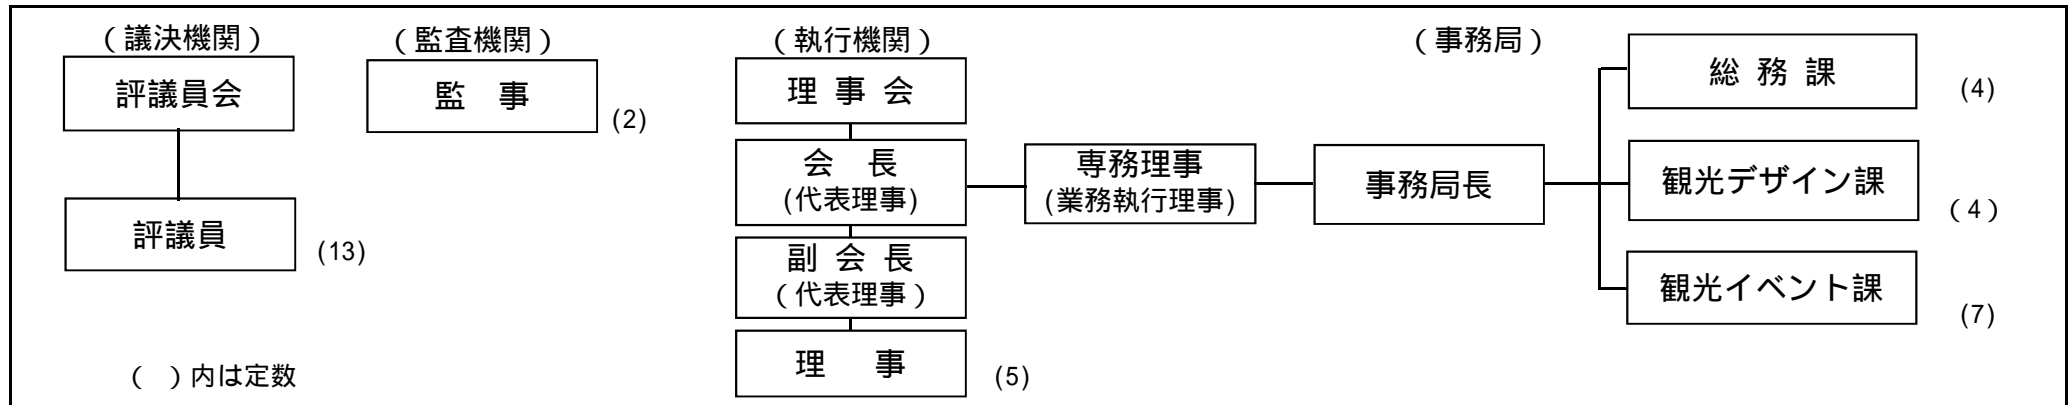 （議決機関）
評議員会
評議員
(13)
（監査機関）
監　事
(2)
（執行機関）
理 事 会
会　長
(代表理事)
副 会 長
（代表理事）
理　　事
(5)
専務理事
(業務執行理事)
（事務局）
事務局長
総 務 課
(4)
観光デザイン課
（4）
観光イベント課
(7)
（　）内は定数